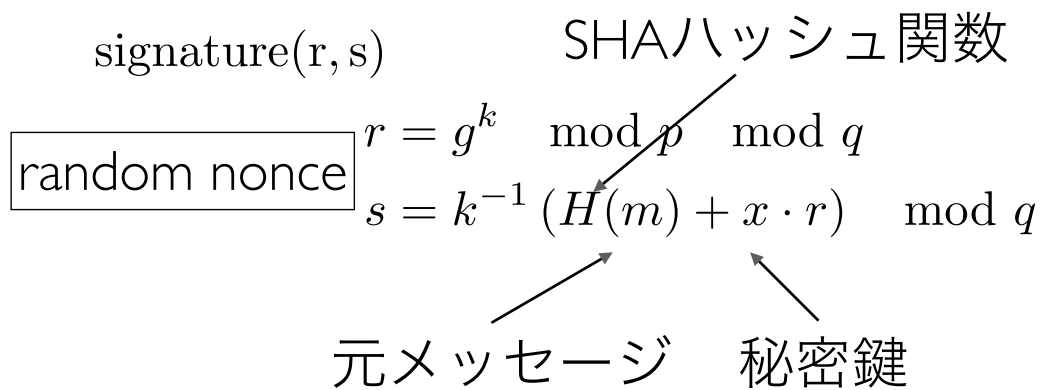 signature(r, s)
SHAハッシュ関数
r = g^k mod p mod q
random nonce
s = k^{-1} (H(m) + x · r) mod q
元メッセージ
秘密鍵